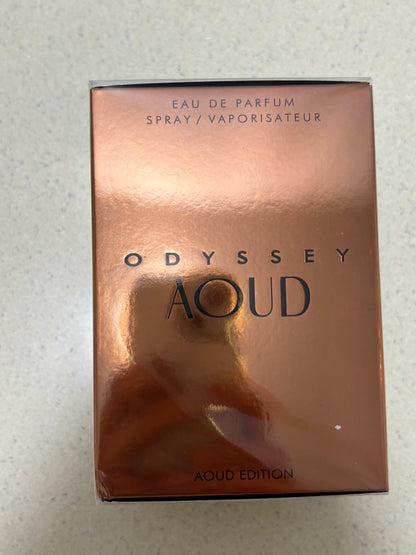 EAU DE PARFUM
SPRAY / VAPORISATEUR
ODYSSEY
AOUD
AOUD EDITION